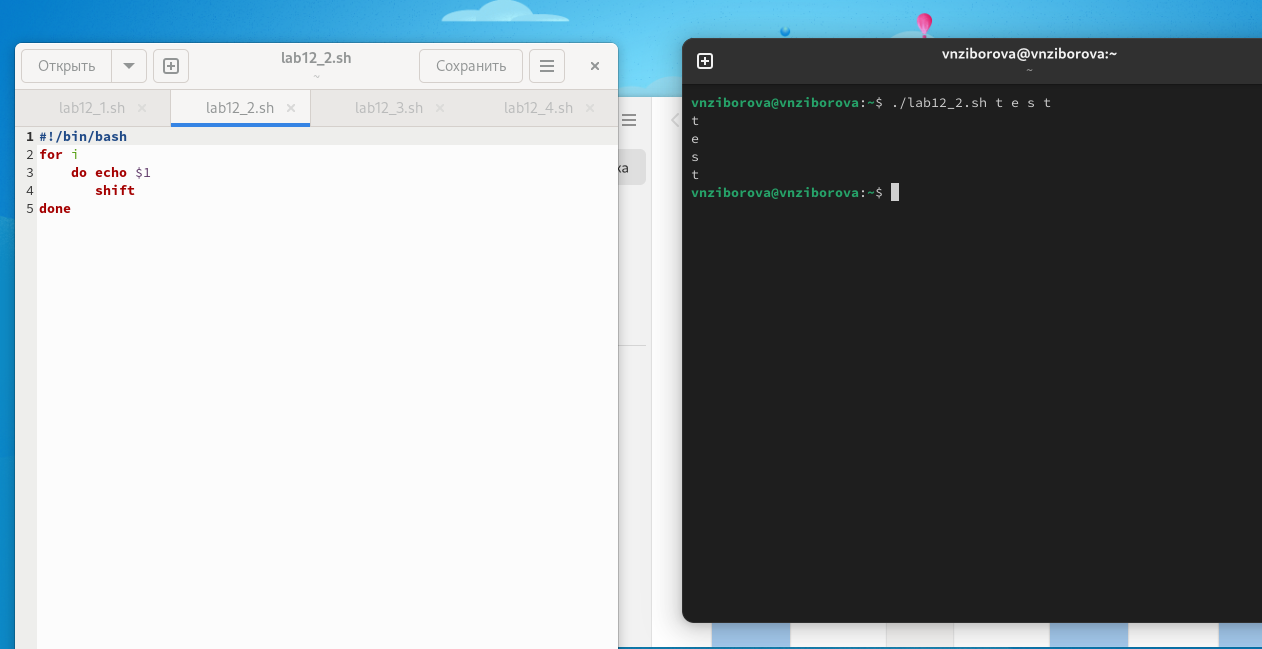 Открыть
lab12_2.sh
~
Сохранить
lab12_1.sh
lab12_2.sh
lab12_3.sh
lab12_4.sh
1 #!/bin/bash
2 for i
3     do echo $1
4        shift
5 done
ка
vnziborova@vnziborova:~
~
vnziborova@vnziborova:~$ ./lab12_2.sh t e s t
t
e
s
t
vnziborova@vnziborova:~$